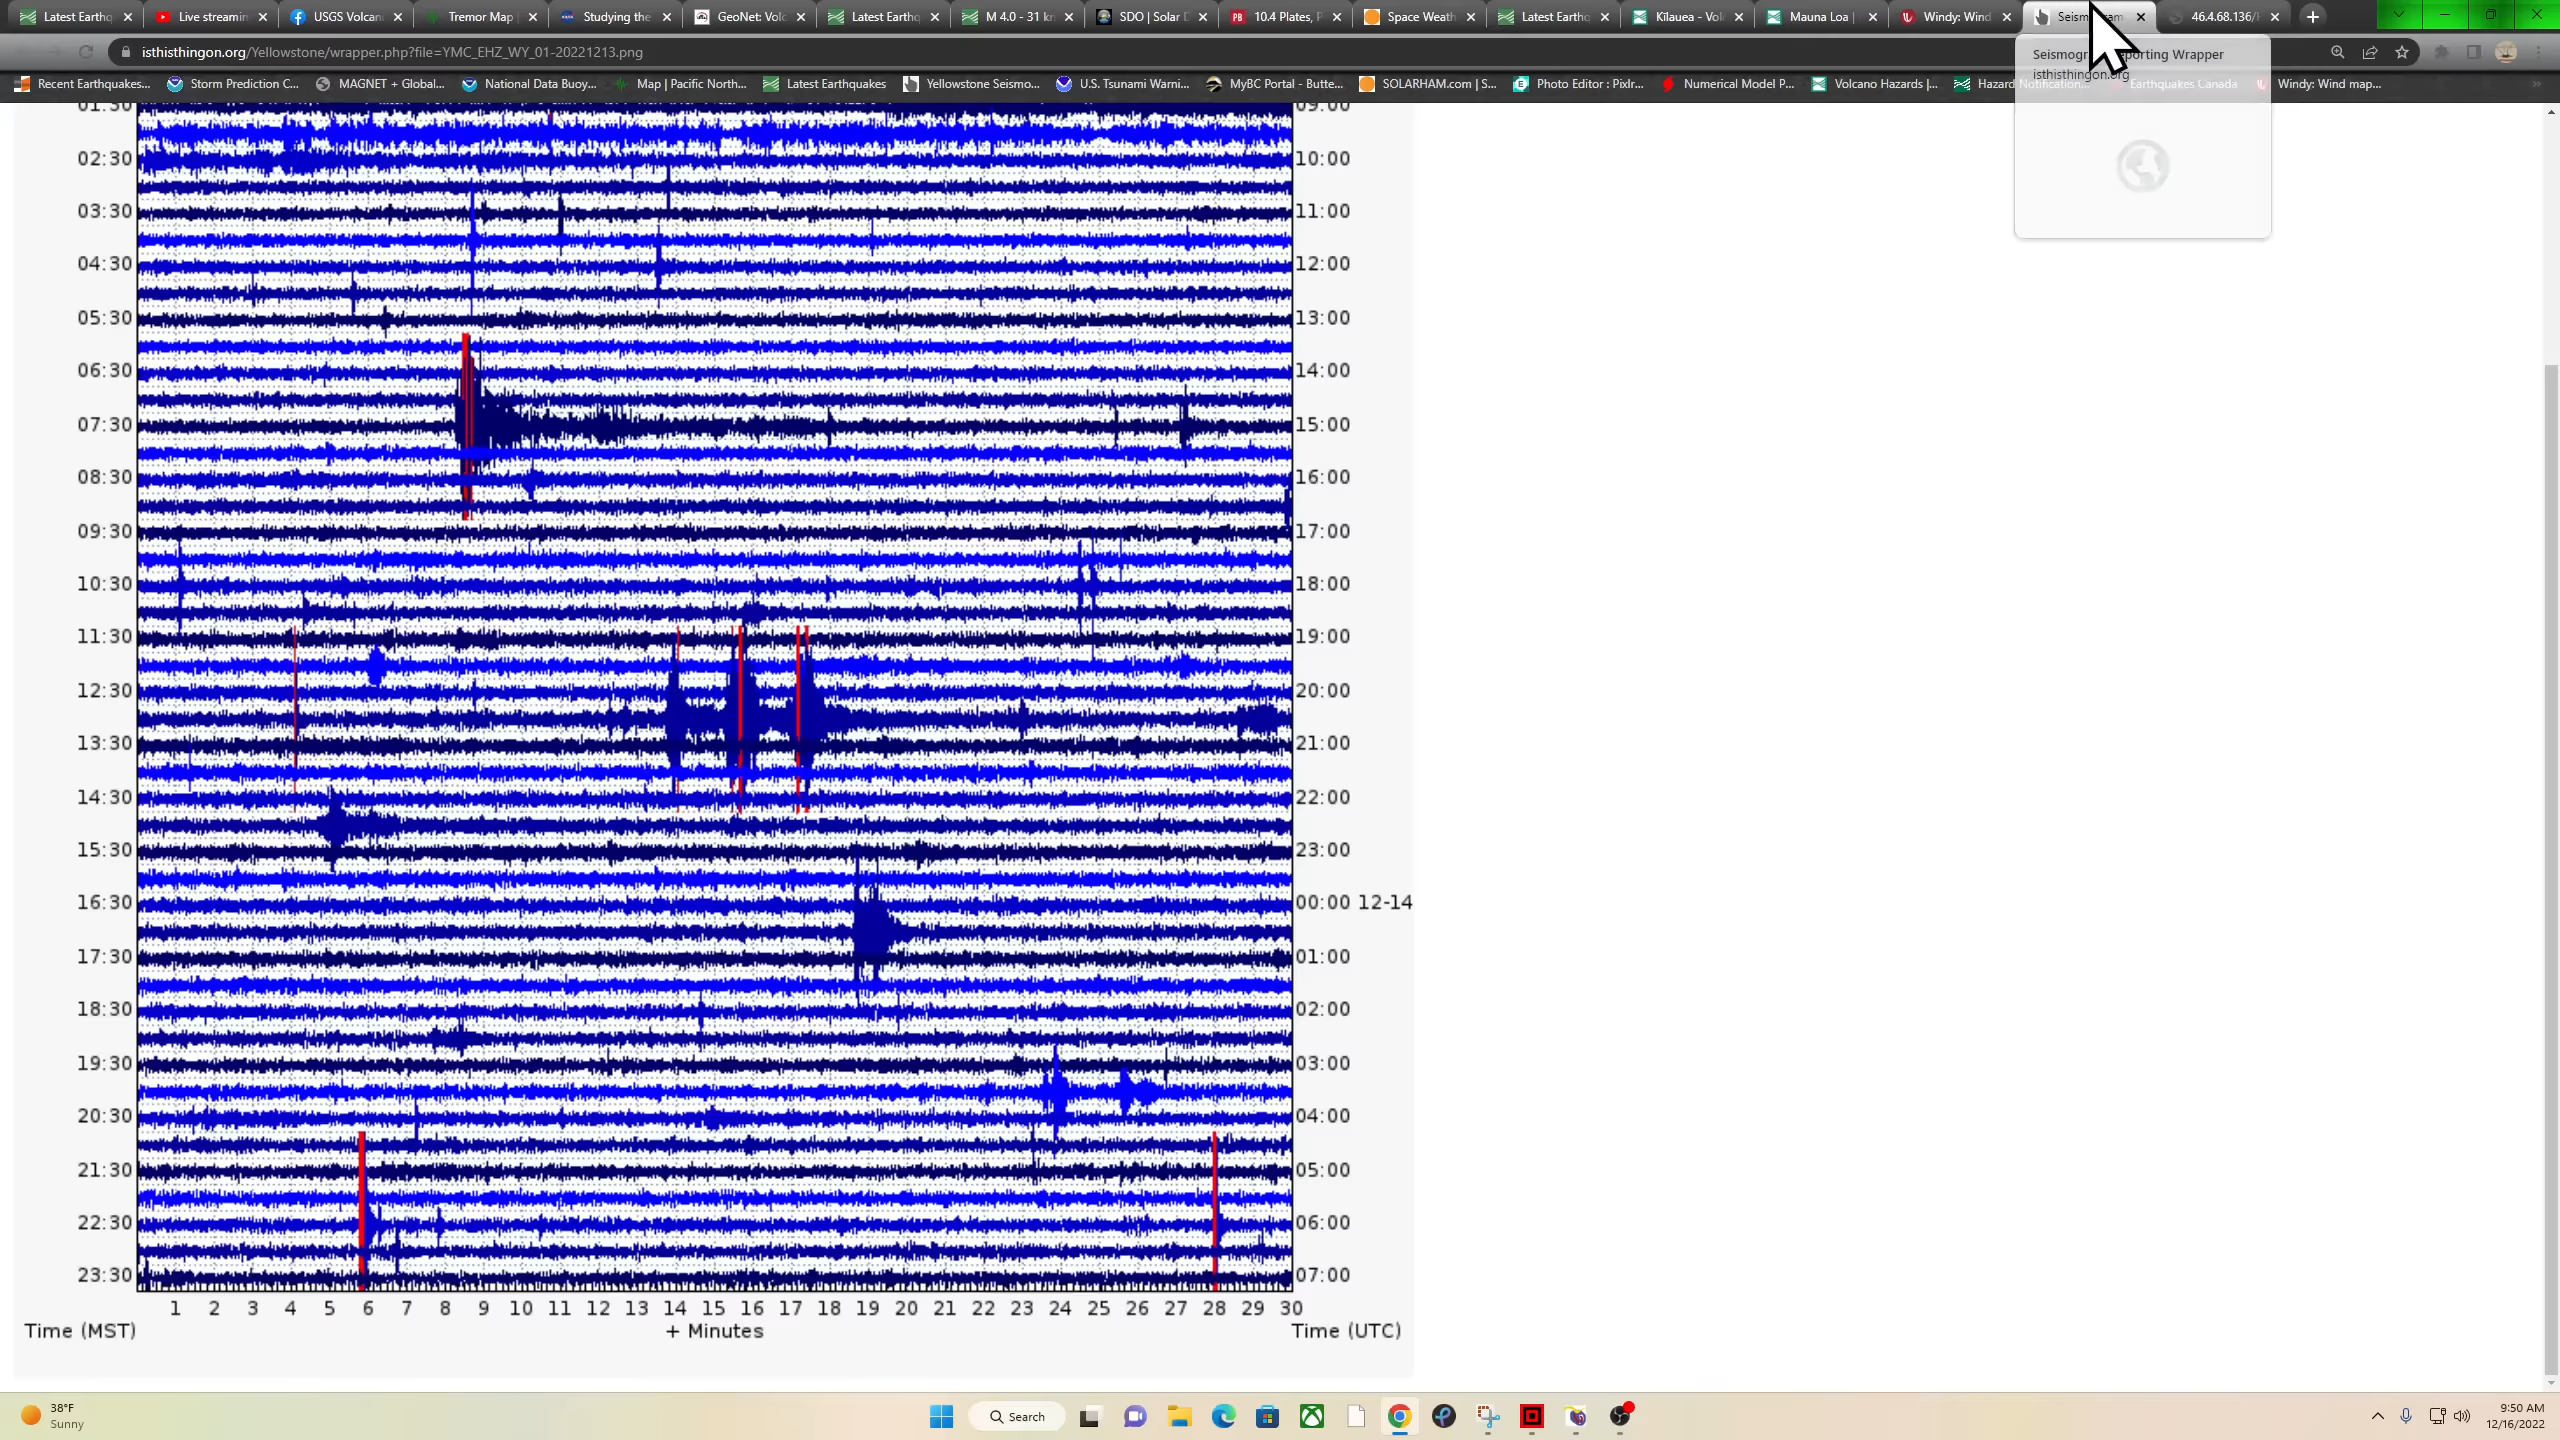 Latest Earthq
Live streamin
USGS Volcan
Tremor Map
Studying the
GeoNet: Volc
Latest Earthq
M 4.0 - 31 k
SDO | Solar D
10.4 Plates, P
Space Weath
Latest Earthq
Kīlauea - Vol
Mauna Loa |
Windy: Wind
46.4.68.136/
isthisthingon.org/Yellowstone/wrapper.php?file=YMC_EHZ_WY_01-20221213.png
isthisthingon.org
Recent Earthquakes...
Storm Prediction C...
MAGNET + Global...
National Data Buoy...
Map | Pacific North...
Latest Earthquakes
Yellowstone Seismo...
U.S. Tsunami Warni...
MyBC Portal - Butte...
SOLARHAM.com | S...
Photo Editor : Pixlr...
Numerical Model P...
Volcano Hazards |...
Hazard Notification...
Earthquakes Canada
Windy: Wind map...
01:30 09:00
02:30 10:00
03:30 11:00
04:30 12:00
05:30 13:00
06:30 14:00
07:30 15:00
08:30 16:00
09:30 17:00
10:30 18:00
11:30 19:00
12:30 20:00
13:30 21:00
14:30 22:00
15:30 23:00
16:30 00:00 12-14
17:30 01:00
18:30 02:00
19:30 03:00
20:30 04:00
21:30 05:00
22:30 06:00
23:30 07:00
1 2 3 4 5 6 7 8 9 10 11 12 13 14 15 16 17 18 19 20 21 22 23 24 25 26 27 28 29 30
Time (MST) + Minutes Time (UTC)
38°F
Sunny
Search
9:50 AM
12/16/2022